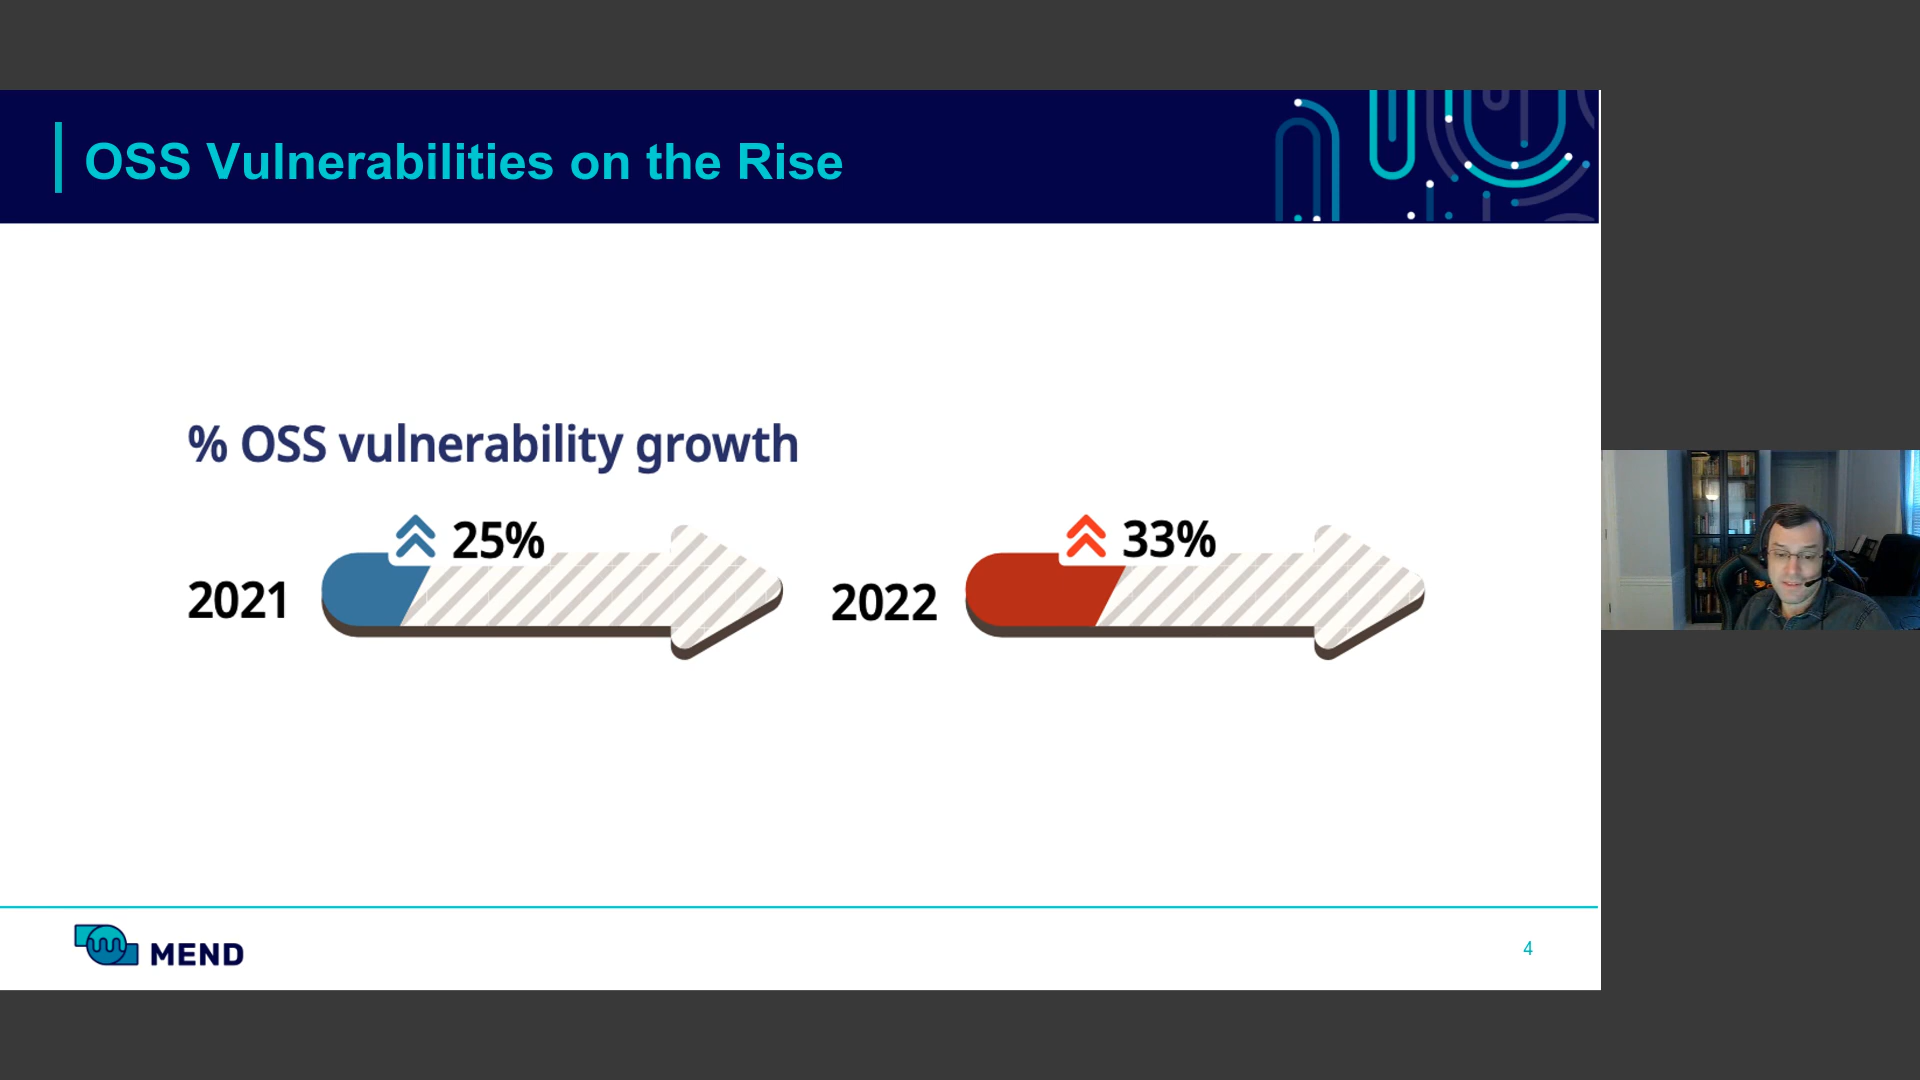 OSS Vulnerabilities on the Rise
% OSS vulnerability growth
25%
33%
2021
2022
MEND
4